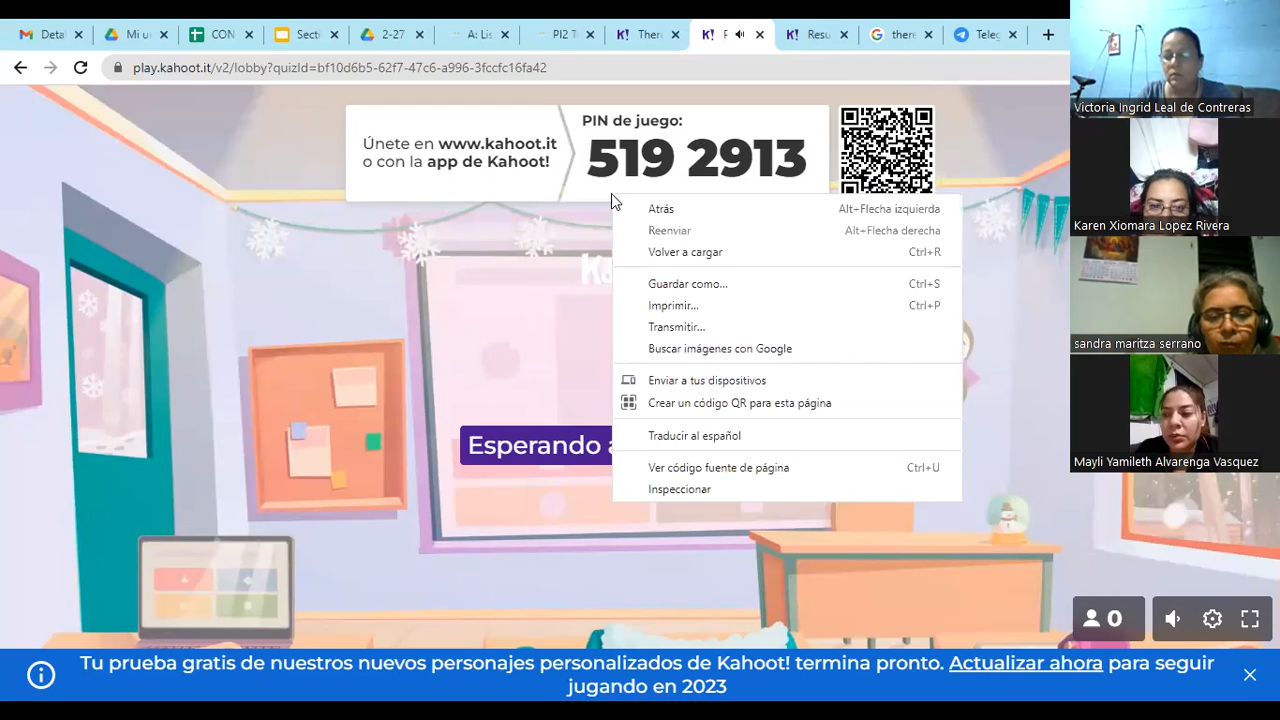 Detal
Mi u
CON
Secti
2-27
A: Lis
PI2 T
There
Resu
there
Teleg
play.kahoot.it/v2/lobby?quizId=bf10d6b5-62f7-47c6-a996-3fccfc16fa42
Únete en www.kahoot.it
o con la app de Kahoot!
PIN de juego:
519 2913
Atrás Alt+Flecha izquierda
Reenviar Alt+Flecha derecha
Volver a cargar Ctrl+R
Guardar como... Ctrl+S
Imprimir... Ctrl+P
Transmitir...
Buscar imágenes con Google
Enviar a tus dispositivos
Crear un código QR para esta página
Traducir al español
Ver código fuente de página Ctrl+U
Inspeccionar
Esperando a
Victoria Ingrid Leal de Contreras
Karen Xiomara Lopez Rivera
sandra maritza serrano
Mayli Yamileth Alvarenga Vasquez
0
Tu prueba gratis de nuestros nuevos personajes personalizados de Kahoot! termina pronto. Actualizar ahora para seguir
jugando en 2023